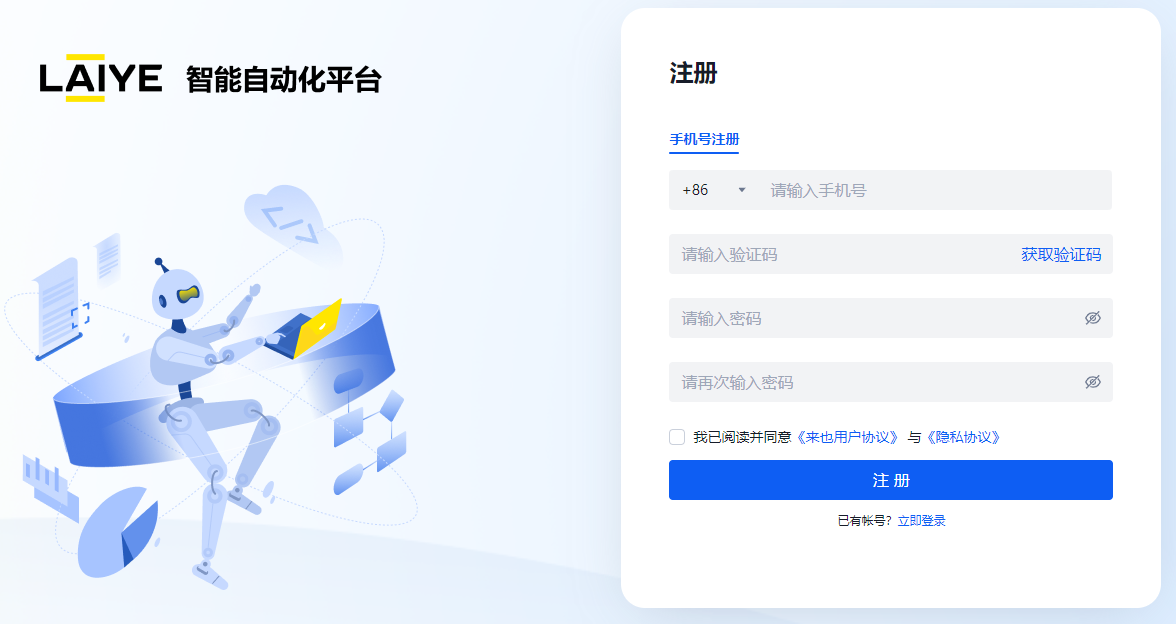 LAIYE 智能自动化平台
</>
注册
手机号注册
+86 请输入手机号
请输入验证码 获取验证码
请输入密码
请再次输入密码
我已阅读并同意《来也用户协议》 与《隐私协议》
注 册
已有帐号？立即登录